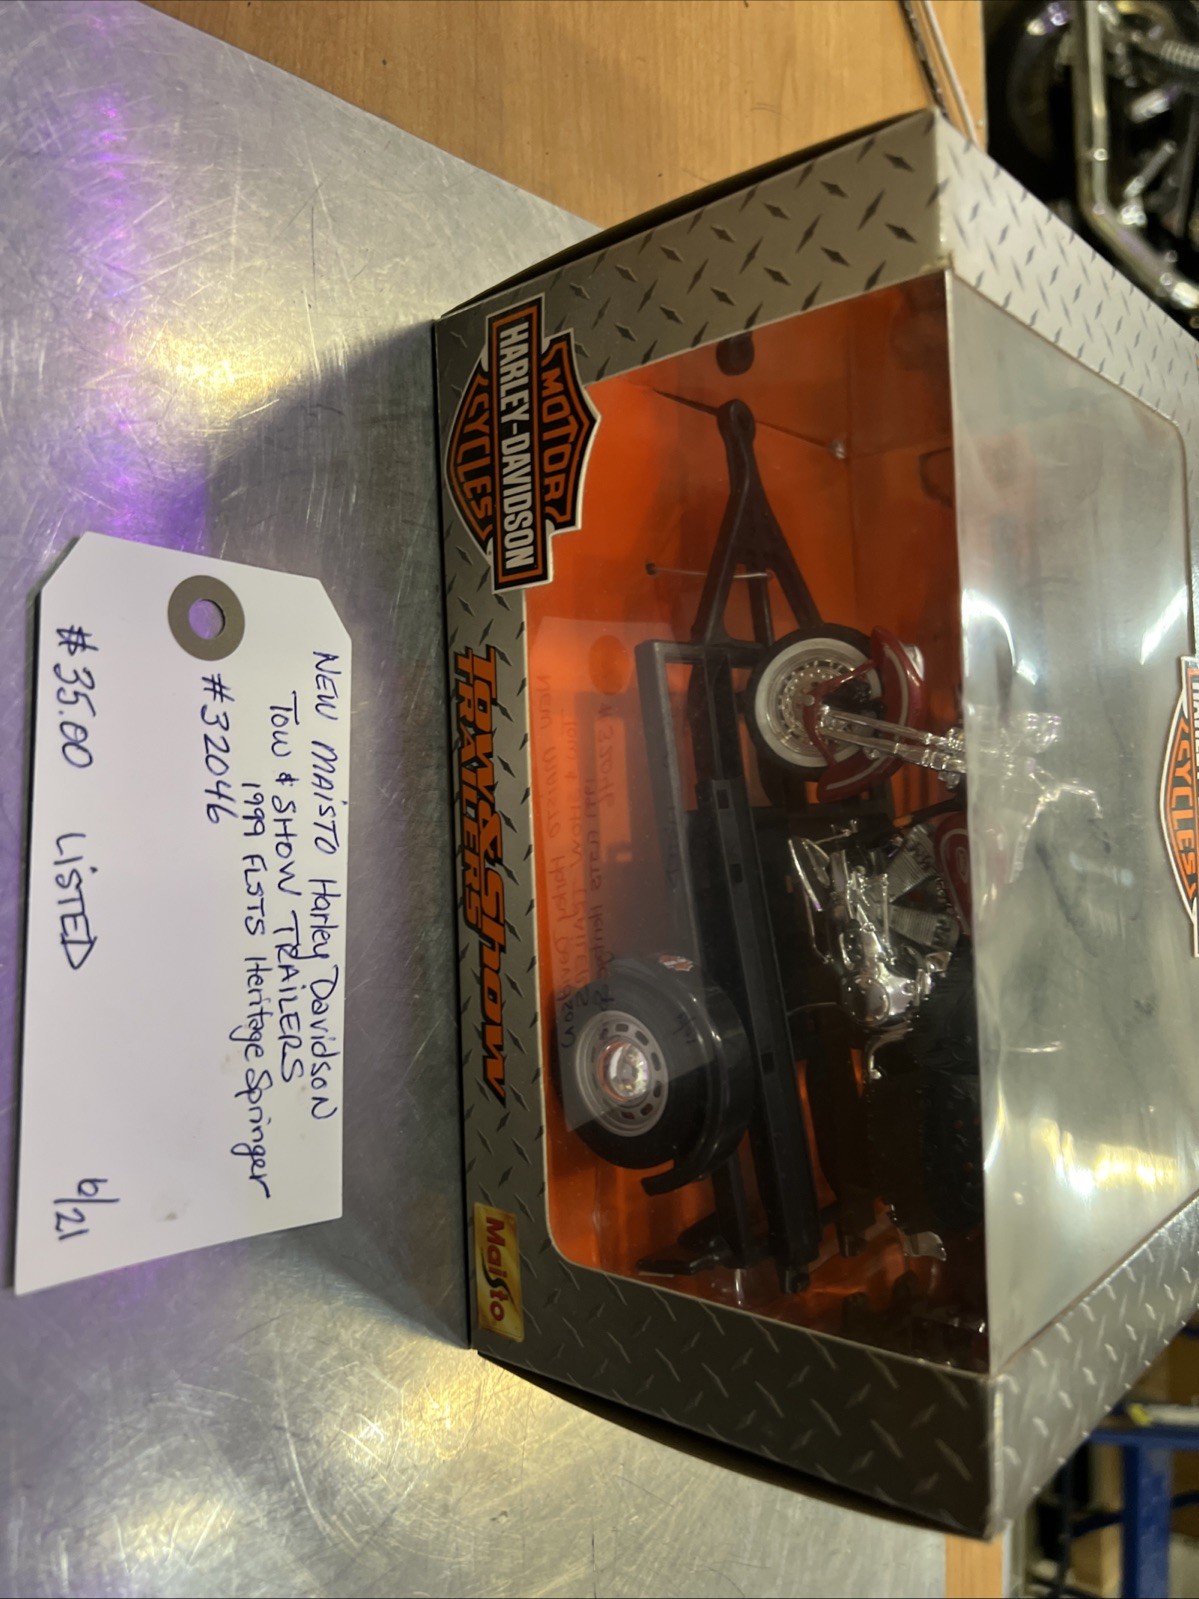 MOTOR
HARLEY-DAVIDSON
CYCLES
TOW & SHOW
TRAILERS
Maisto
NEW MAISTO Harley Davidson
TOW & SHOW TRAILERS
1999 FLSTS Heritage Springer
#32046
$35.00 LISTED 6/21
CYCLES